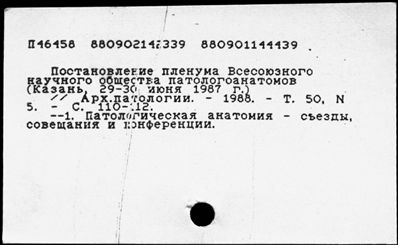 П46458 880902142339 880901144439 .
Постановление пленума Всесоюзного
научного общества патологоанатомов
(Казань, 29-30 июня 1987 г.)
// Арх.патологии. - 1988. - Т. 50, N
5. - С. 110-112.
--1. Патологическая анатомия - съезды,
совещания и конференции.